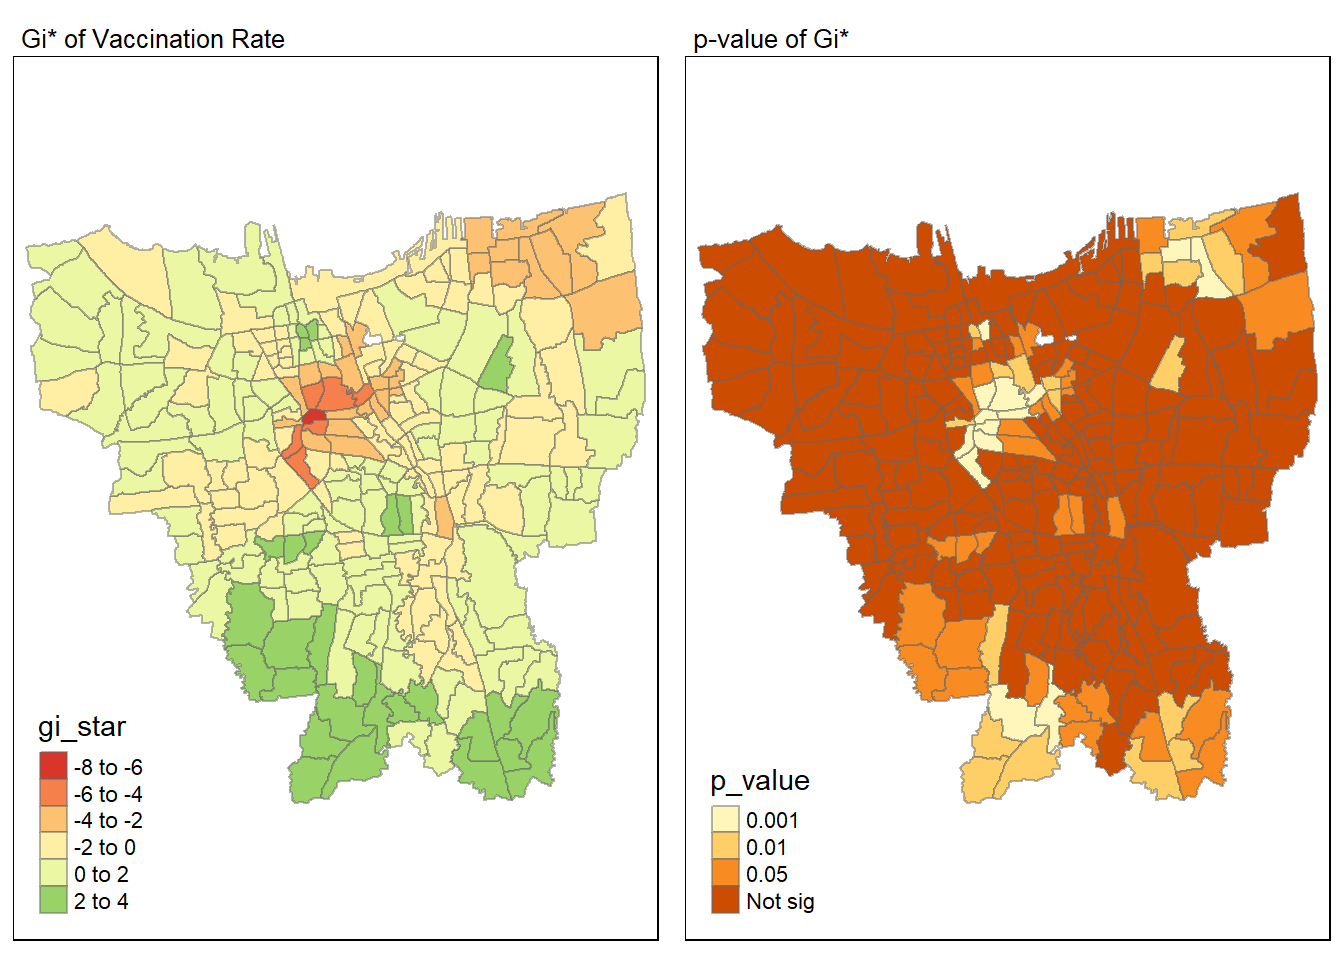 Gi* of Vaccination Rate
gi_star
-8 to -6
-6 to -4
-4 to -2
-2 to 0
0 to 2
2 to 4
p-value of Gi*
p_value
0.001
0.01
0.05
Not sig